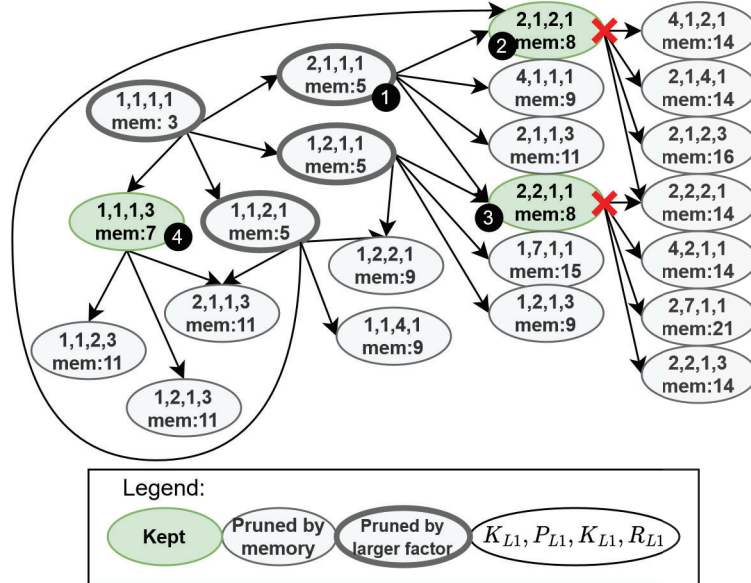 2,1,2,1
mem:8
2
4,1,2,1
mem:14
2,1,1,1
mem:5
1
4,1,1,1
mem:9
2,1,4,1
mem:14
1,1,1,1
mem: 3
1,2,1,1
mem:5
2,1,1,3
mem:11
2,1,2,3
mem:16
1,1,1,3
mem:7
4
1,1,2,1
mem:5
2,2,1,1
mem:8
3
2,2,2,1
mem:14
1,2,2,1
mem:9
1,7,1,1
mem:15
4,2,1,1
mem:14
2,1,1,3
mem:11
1,2,1,3
mem:9
2,7,1,1
mem:21
1,1,2,3
mem:11
1,1,4,1
mem:9
2,2,1,3
mem:14
1,2,1,3
mem:11
Legend:
Kept
Pruned by
memory
Pruned by
larger factor
K_{L1}, P_{L1}, K_{L1}, R_{L1}